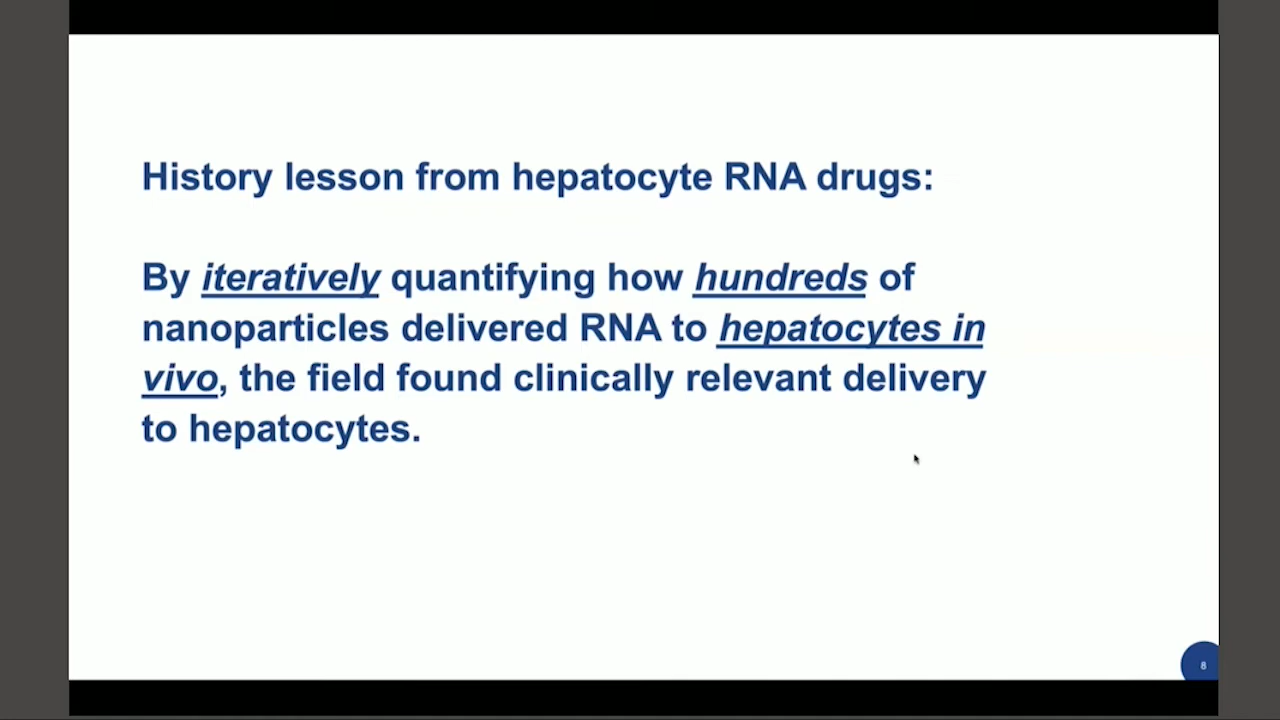 History lesson from hepatocyte RNA drugs:
By iteratively quantifying how hundreds of
nanoparticles delivered RNA to hepatocytes in
vivo, the field found clinically relevant delivery
to hepatocytes.
8